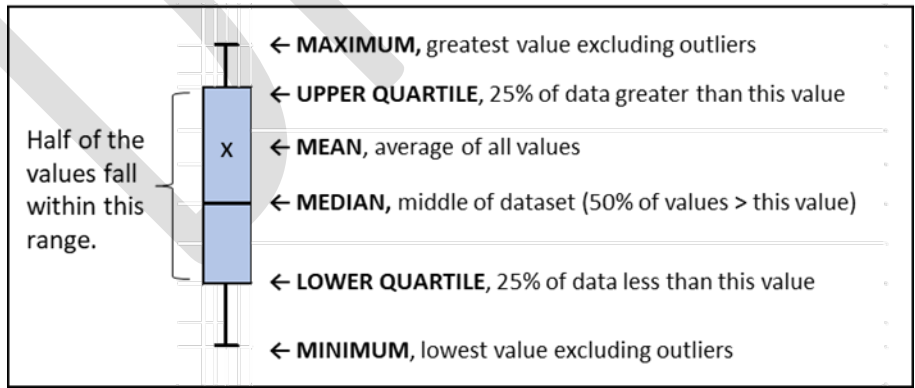 ← MAXIMUM, greatest value excluding outliers
← UPPER QUARTILE, 25% of data greater than this value
Half of the
values fall
within this
range.
x
← MEAN, average of all values
← MEDIAN, middle of dataset (50% of values > this value)
← LOWER QUARTILE, 25% of data less than this value
← MINIMUM, lowest value excluding outliers